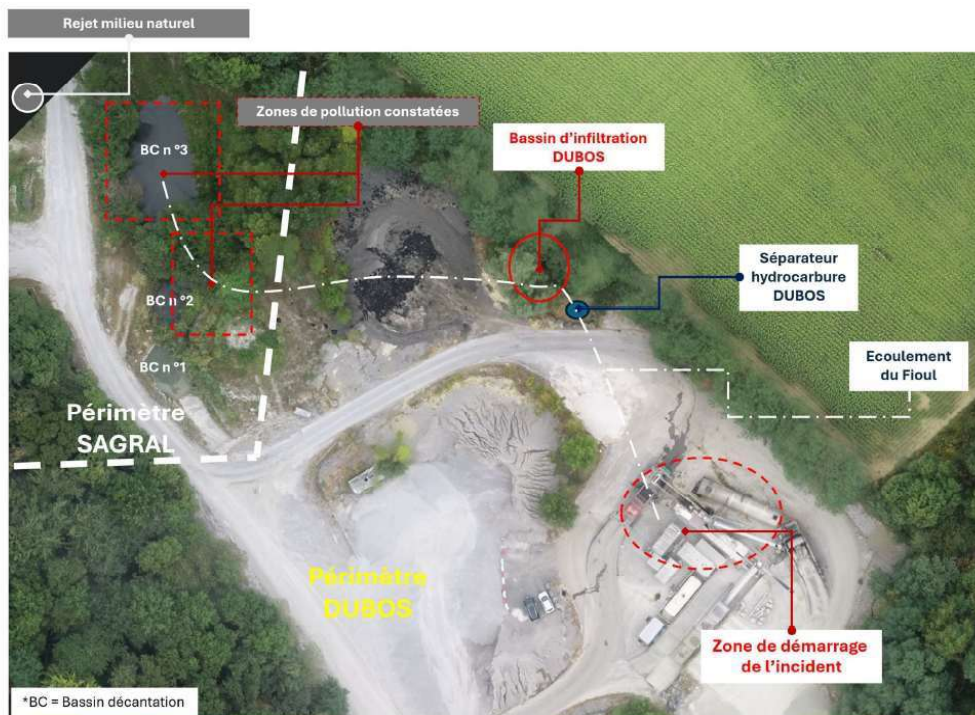 Rejet milieu naturel
Zones de pollution constatées
BC n °3
Bassin d'infiltration
DUBOS
Séparateur
hydrocarbure
DUBOS
BC n °2
BC n °1
Ecoulement
du Fioul
Périmètre
SAGRAL
Périmètre
DUBOS
Zone de démarrage
de l'incident
*BC = Bassin décantation